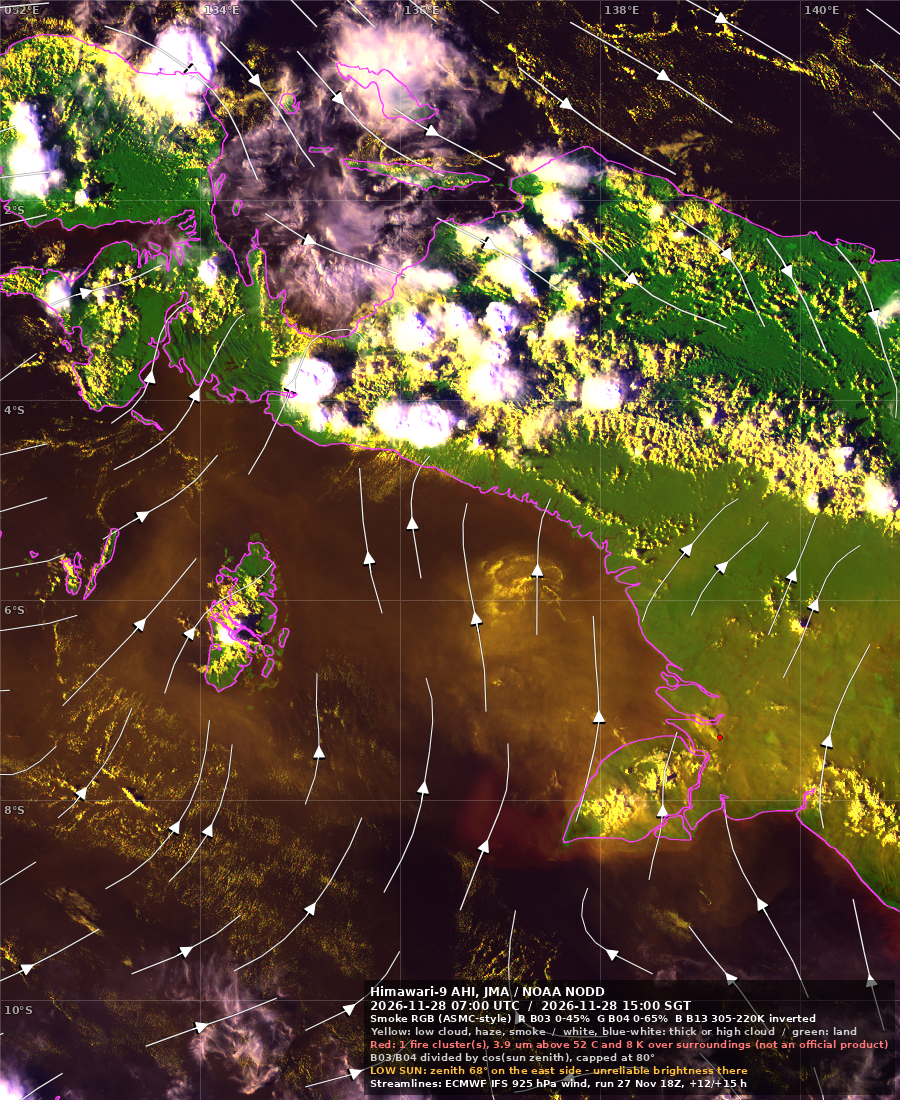 132°E 134°E 136°E 138°E 140°E
2°S
4°S
6°S
8°S
10°S
Himawari-9 AHI, JMA / NOAA NODD
2026-11-28 07:00 UTC / 2026-11-28 15:00 SGT
Smoke RGB (ASMC-style) R B03 0-45% G B04 0-65% B B13 305-220K inverted
Yellow: low cloud, haze, smoke / white, blue-white: thick or high cloud / green: land
Red: 1 fire cluster(s), 3.9 um above 52 C and 8 K over surroundings (not an official product)
B03/B04 divided by cos(sun zenith), capped at 80°
LOW SUN: zenith 68° on the east side - unreliable brightness there
Streamlines: ECMWF IFS 925 hPa wind, run 27 Nov 18Z, +12/+15 h